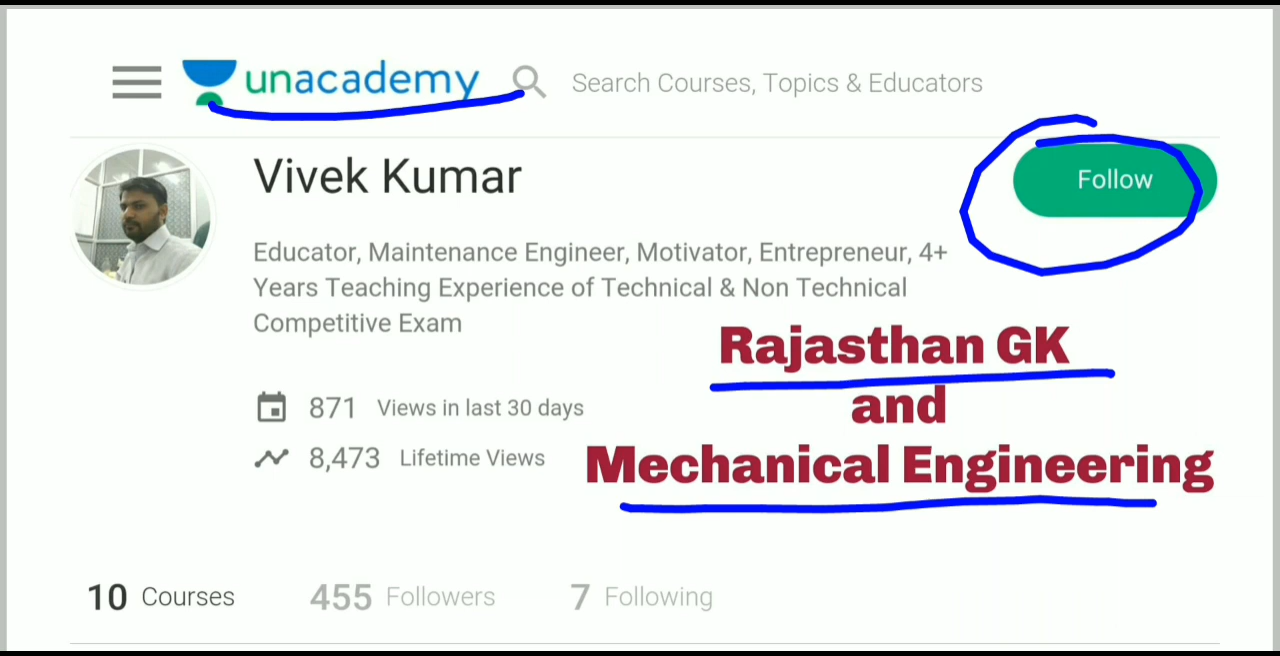 unacademy
Search Courses, Topics & Educators
Vivek Kumar
Follow
Educator, Maintenance Engineer, Motivator, Entrepreneur, 4+
Years Teaching Experience of Technical & Non Technical
Competitive Exam
Rajasthan GK
and
Mechanical Engineering
871 Views in last 30 days
8,473 Lifetime Views
10 Courses 455 Followers 7 Following